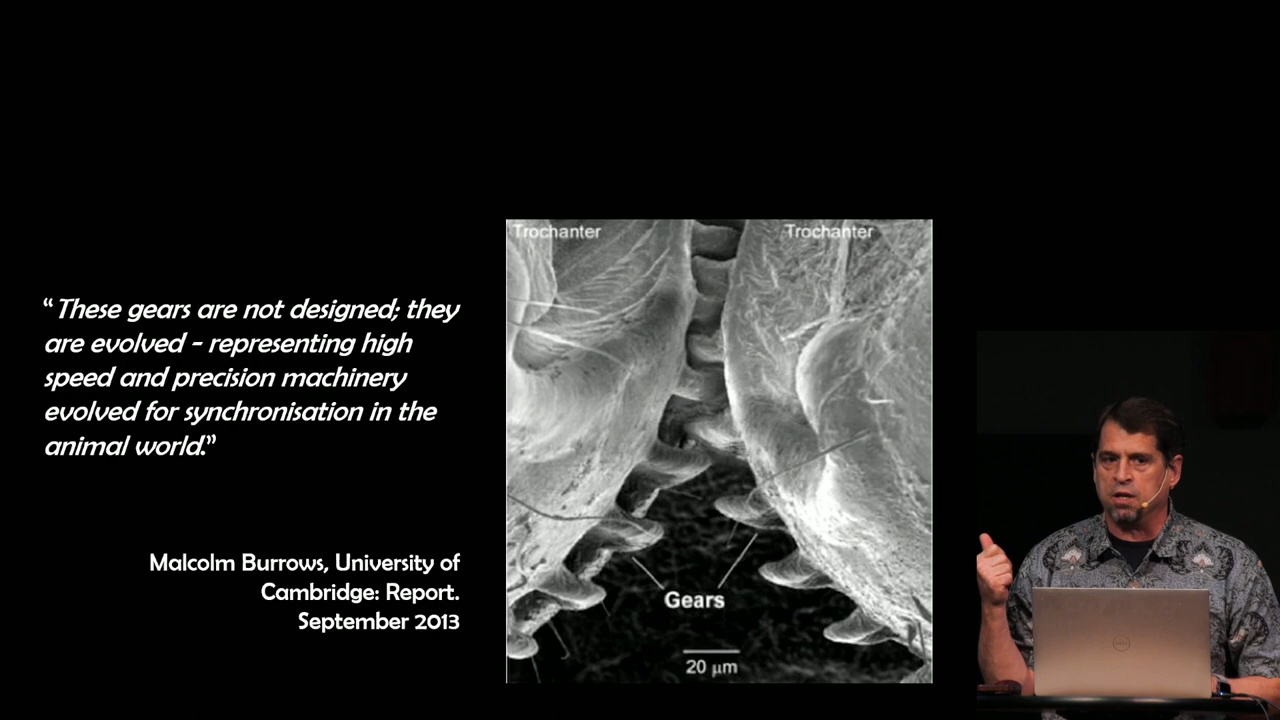 “These gears are not designed; they
are evolved - representing high
speed and precision machinery
evolved for synchronisation in the
animal world.”
Malcolm Burrows, University of
Cambridge: Report.
September 2013
Trochanter
Trochanter
Gears
20 μm
DELL